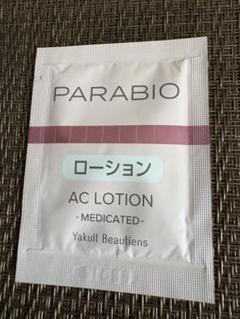 PARABIO
ローション
AC LOTION
-MEDICATED-
Yakult Beautiens